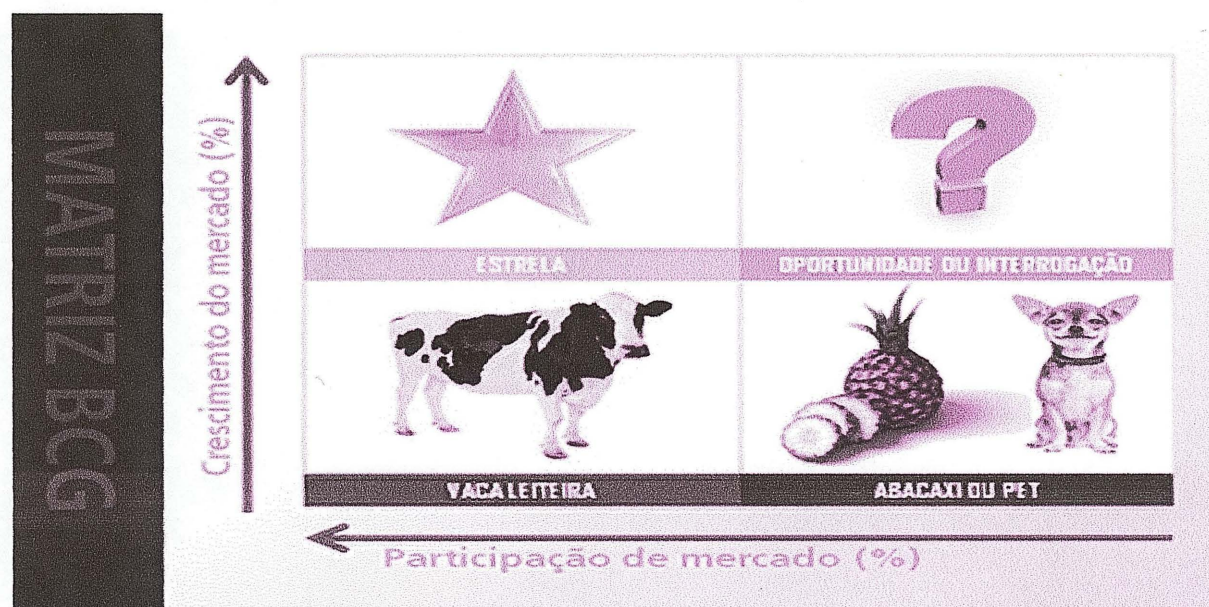 MATRIZ BCG
Crescimento do mercado (%)
ESTRELA
OPORTUNIDADE OU INTERROGAÇÃO
VACA LEITEIRA
ABACAXI OU PET
Participação de mercado (%)